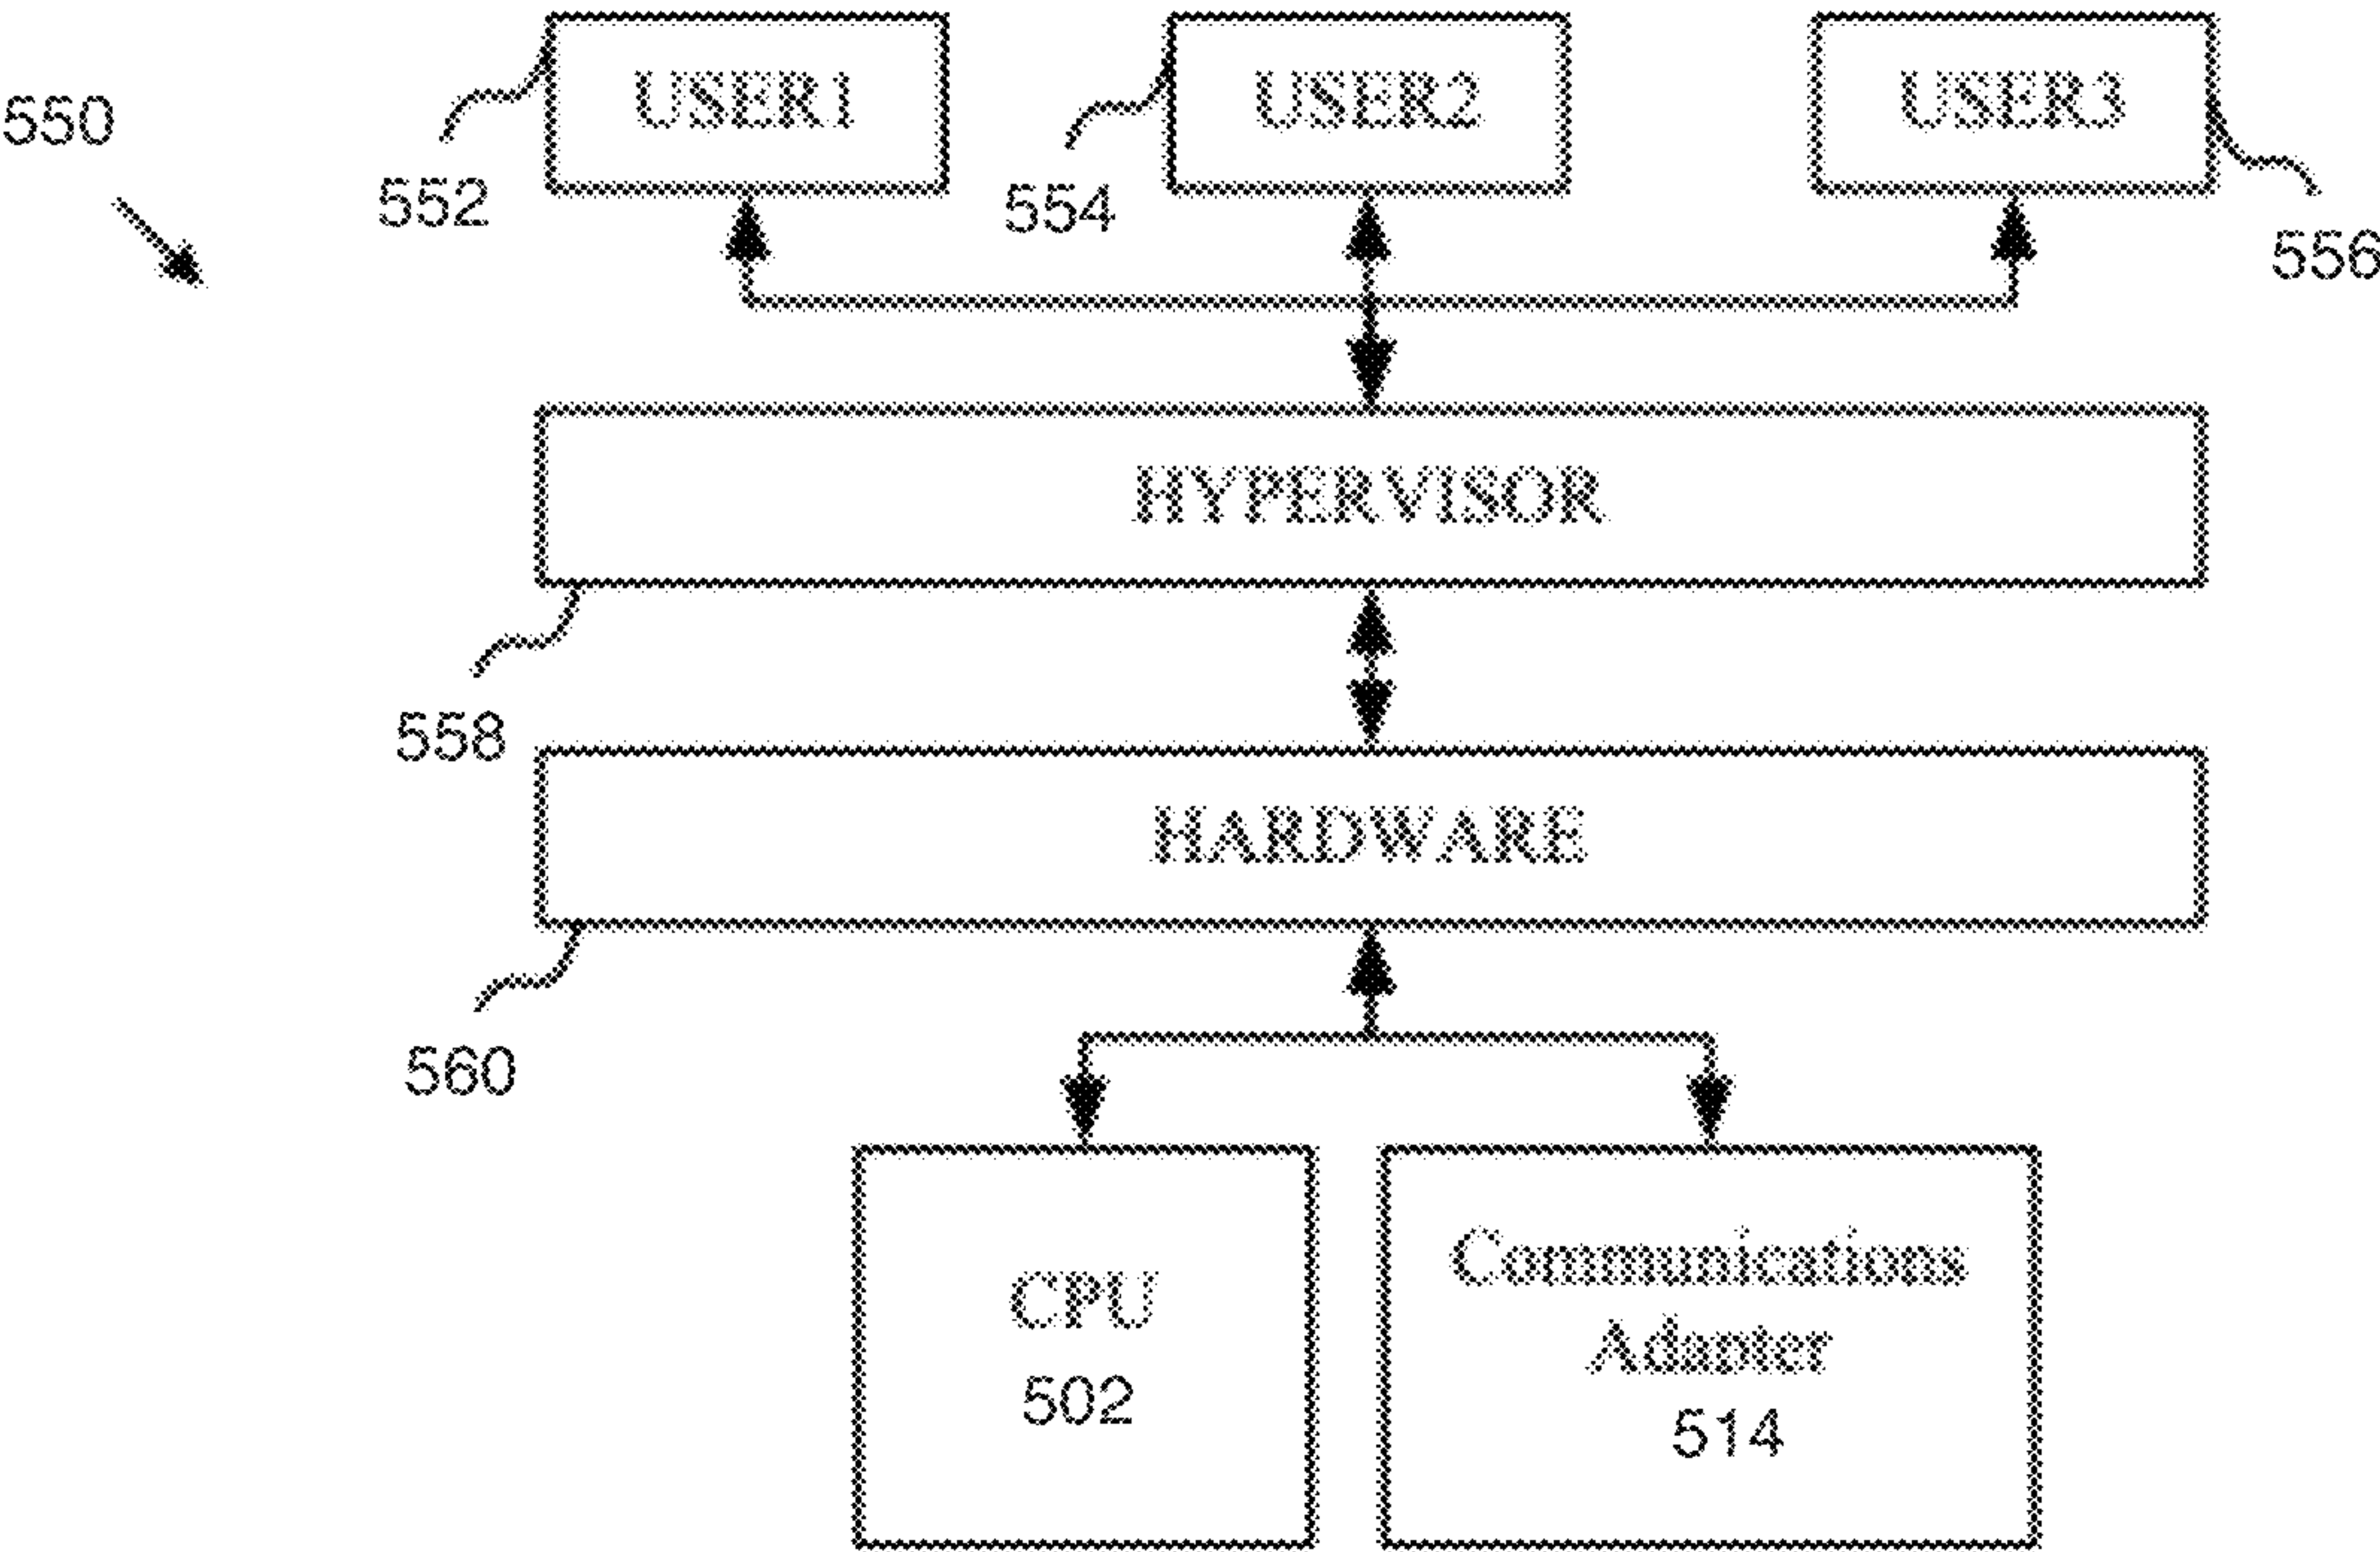 550
USER1
USER2
USER3
552
554
556
HYPERVISOR
558
HARDWARE
560
CPU
502
Communications
Adapter
514